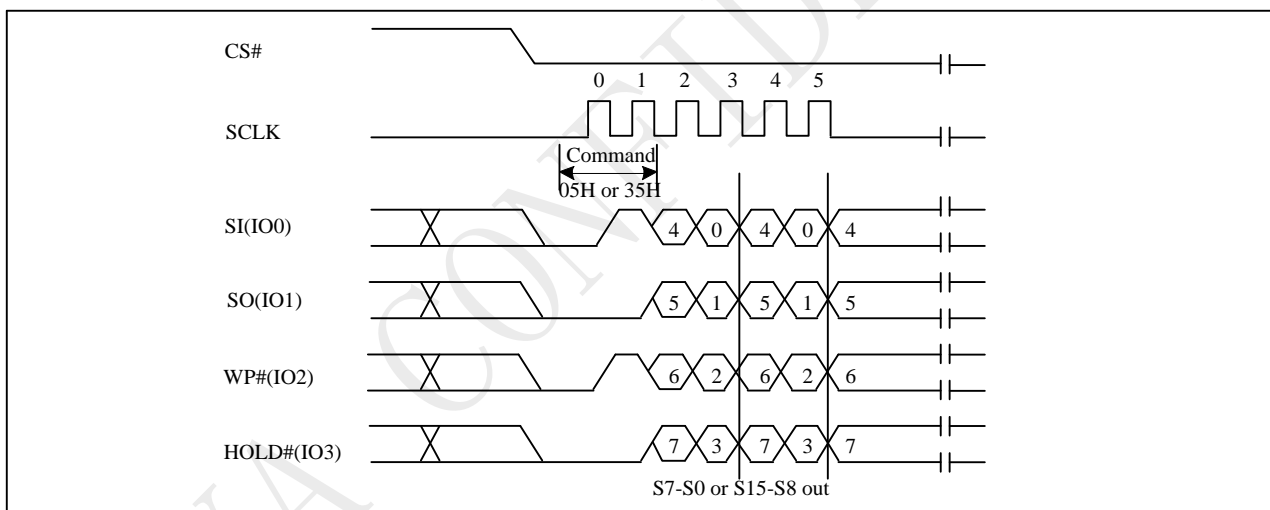 CS#
0 1 2 3 4 5
SCLK
Command
05H or 35H
SI(IO0) 4 0 4 0 4
SO(IO1) 5 1 5 1 5
WP#(IO2) 6 2 6 2 6
HOLD#(IO3) 7 3 7 3 7
S7-S0 or S15-S8 out